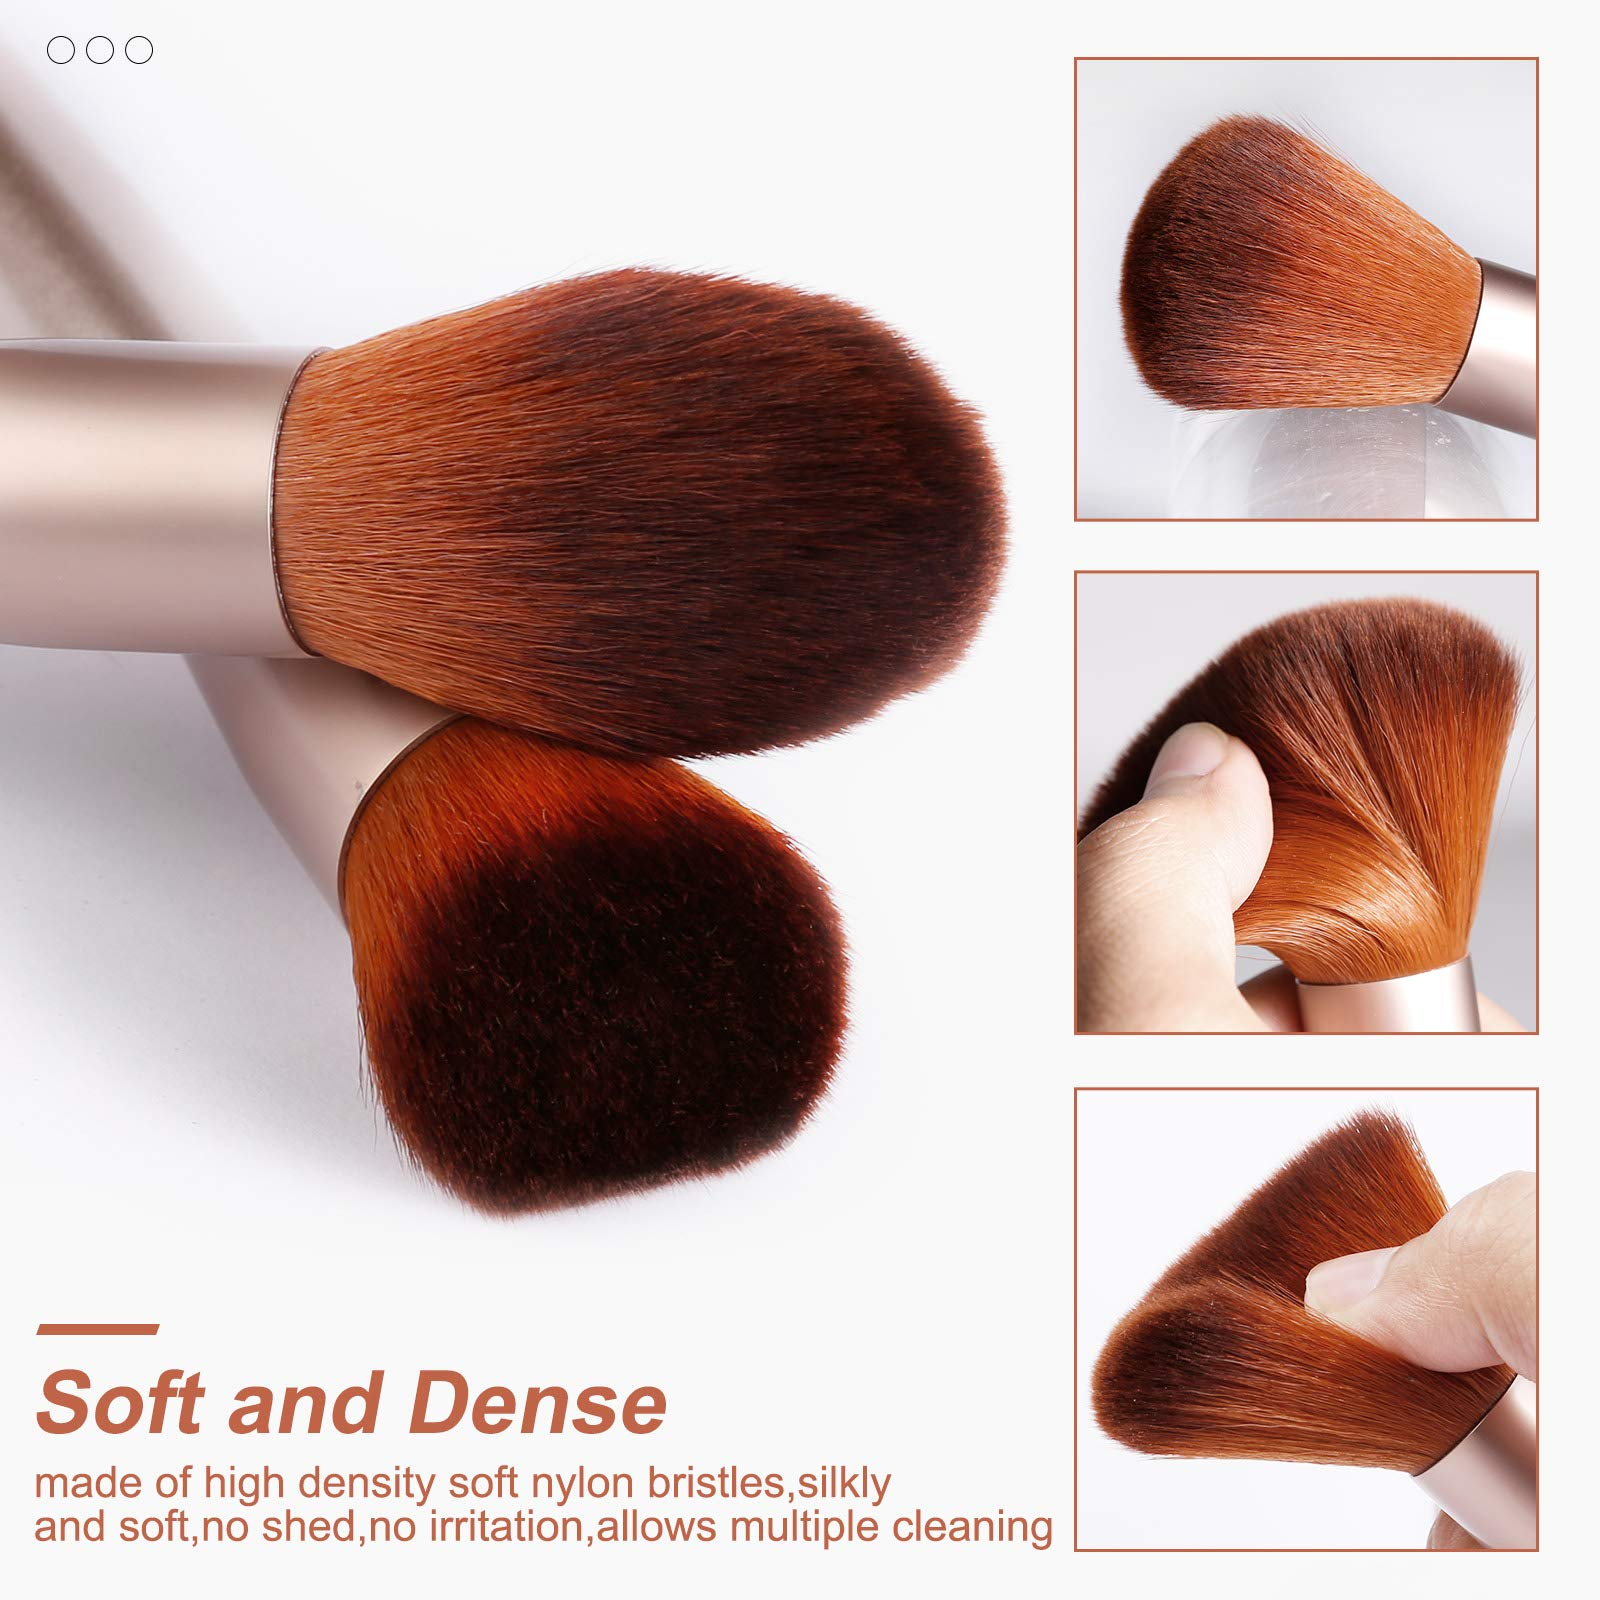 Soft and Dense
made of high density soft nylon bristles,silkly
and soft,no shed,no irritation,allows multiple cleaning